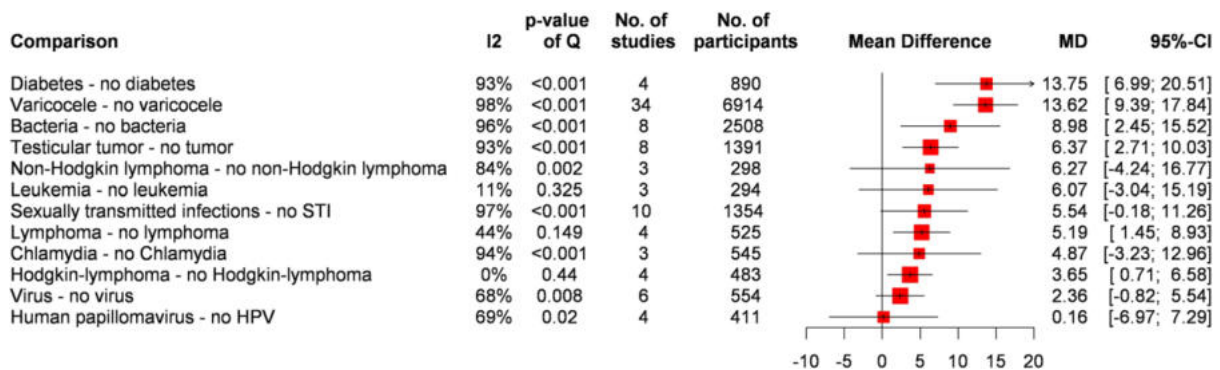 Comparison I2 p-value of Q No. of studies No. of participants Mean Difference MD 95%-CI
Diabetes - no diabetes 93% <0.001 4 890 13.75 [ 6.99; 20.51]
Varicocele - no varicocele 98% <0.001 34 6914 13.62 [ 9.39; 17.84]
Bacteria - no bacteria 96% <0.001 8 2508 8.98 [ 2.45; 15.52]
Testicular tumor - no tumor 93% <0.001 8 1391 6.37 [ 2.71; 10.03]
Non-Hodgkin lymphoma - no non-Hodgkin lymphoma 84% 0.002 3 298 6.27 [-4.24; 16.77]
Leukemia - no leukemia 11% 0.325 3 294 6.07 [-3.04; 15.19]
Sexually transmitted infections - no STI 97% <0.001 10 1354 5.54 [-0.18; 11.26]
Lymphoma - no lymphoma 44% 0.149 4 525 5.19 [ 1.45; 8.93]
Chlamydia - no Chlamydia 94% <0.001 3 545 4.87 [-3.23; 12.96]
Hodgkin-lymphoma - no Hodgkin-lymphoma 0% 0.44 4 483 3.65 [ 0.71; 6.58]
Virus - no virus 68% 0.008 6 554 2.36 [-0.82; 5.54]
Human papillomavirus - no HPV 69% 0.02 4 411 0.16 [-6.97; 7.29]
-10 -5 0 5 10 15 20